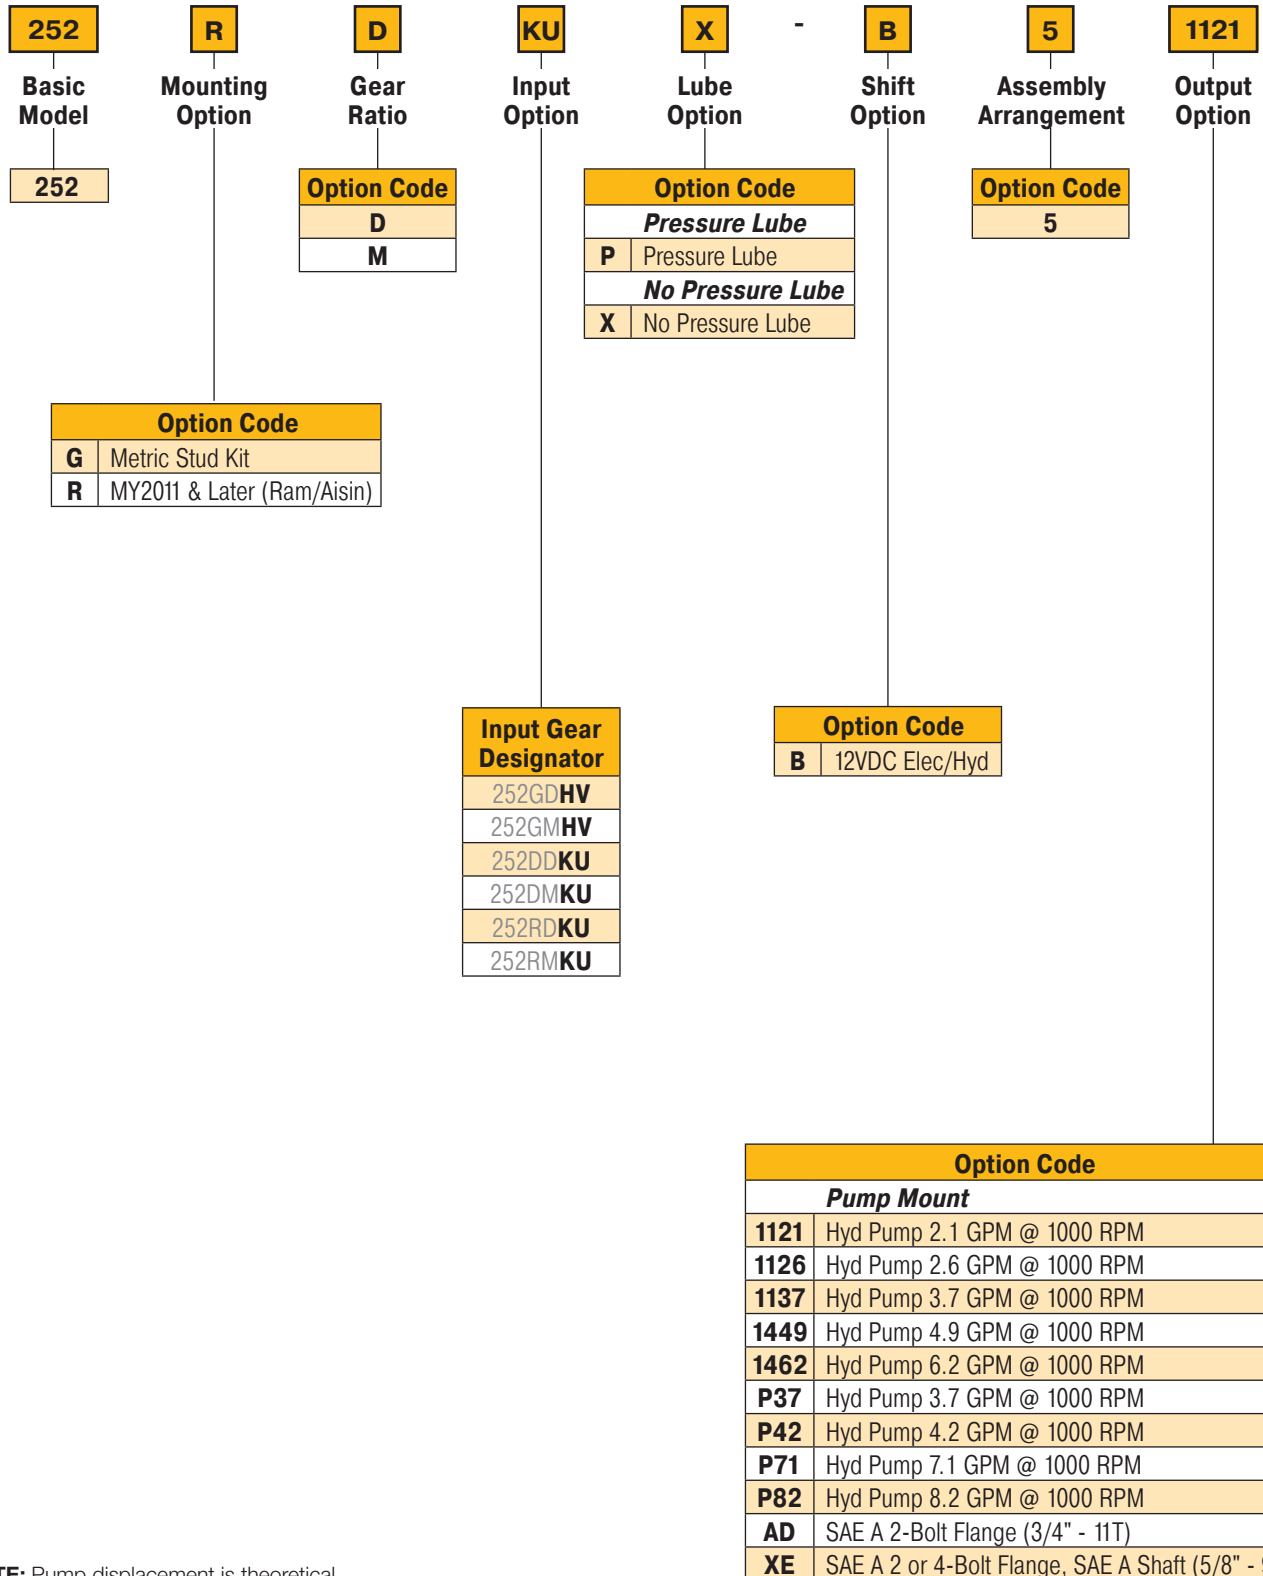 252 R D KU X - B 5 1121
Basic Model
Mounting Option
Gear Ratio
Input Option
Lube Option
Shift Option
Assembly Arrangement
Output Option
252
Option Code
D
M
Option Code
Pressure Lube
P Pressure Lube
No Pressure Lube
X No Pressure Lube
Option Code
5
Option Code
G Metric Stud Kit
R MY2011 & Later (Ram/Aisin)
Input Gear
Designator
252GDHV
252GMHV
252DDKU
252DMKU
252RDKU
252RMKU
Option Code
B 12VDC Elec/Hyd
Option Code
Pump Mount
1121 Hyd Pump 2.1 GPM @ 1000 RPM
1126 Hyd Pump 2.6 GPM @ 1000 RPM
1137 Hyd Pump 3.7 GPM @ 1000 RPM
1449 Hyd Pump 4.9 GPM @ 1000 RPM
1462 Hyd Pump 6.2 GPM @ 1000 RPM
P37 Hyd Pump 3.7 GPM @ 1000 RPM
P42 Hyd Pump 4.2 GPM @ 1000 RPM
P71 Hyd Pump 7.1 GPM @ 1000 RPM
P82 Hyd Pump 8.2 GPM @ 1000 RPM
AD SAE A 2-Bolt Flange (3/4" - 11T)
XE SAE A 2 or 4-Bolt Flange, SAE A Shaft (5/8" -
TE: Pump displacement is theoretical